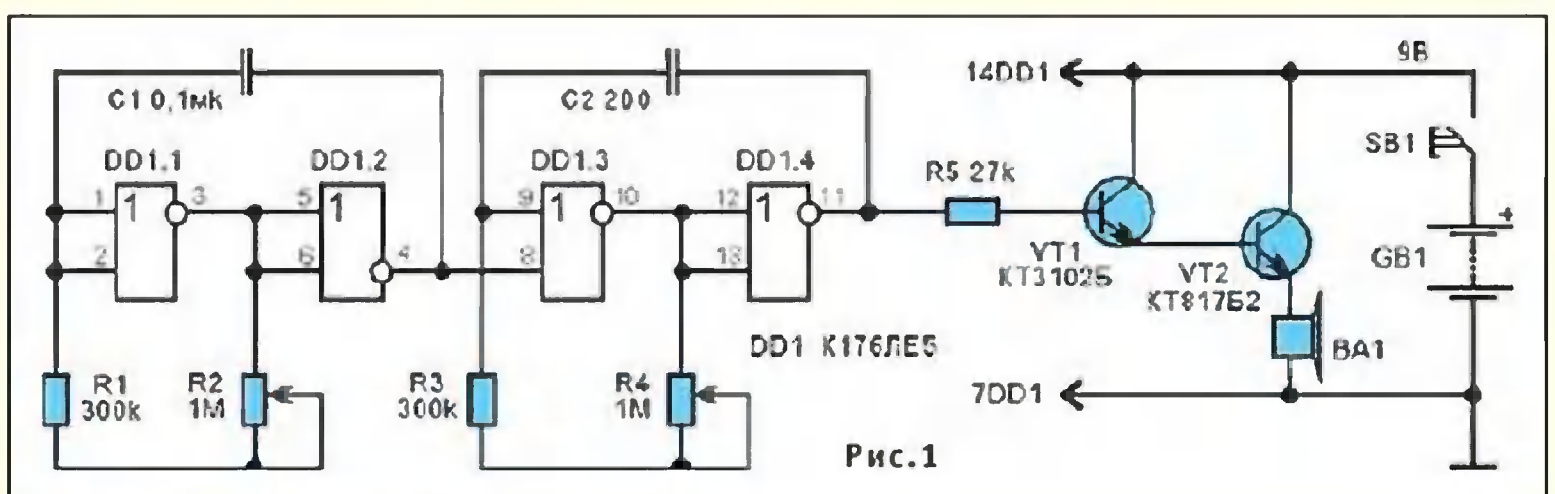 C1 0,1мk
C2 200
14DD1
9В
SB1
DD1.1
DD1.2
DD1.3
DD1.4
R5 27k
1
2
1
3
5
6
1
4
9
8
1
10
12
13
1
11
VT1
КТ3102Б
VT2
КТ817Б2
+
GB1
DD1 К176ЛЕ5
BA1
R1
300k
R2
1M
R3
300k
R4
1M
7DD1
Рис.1